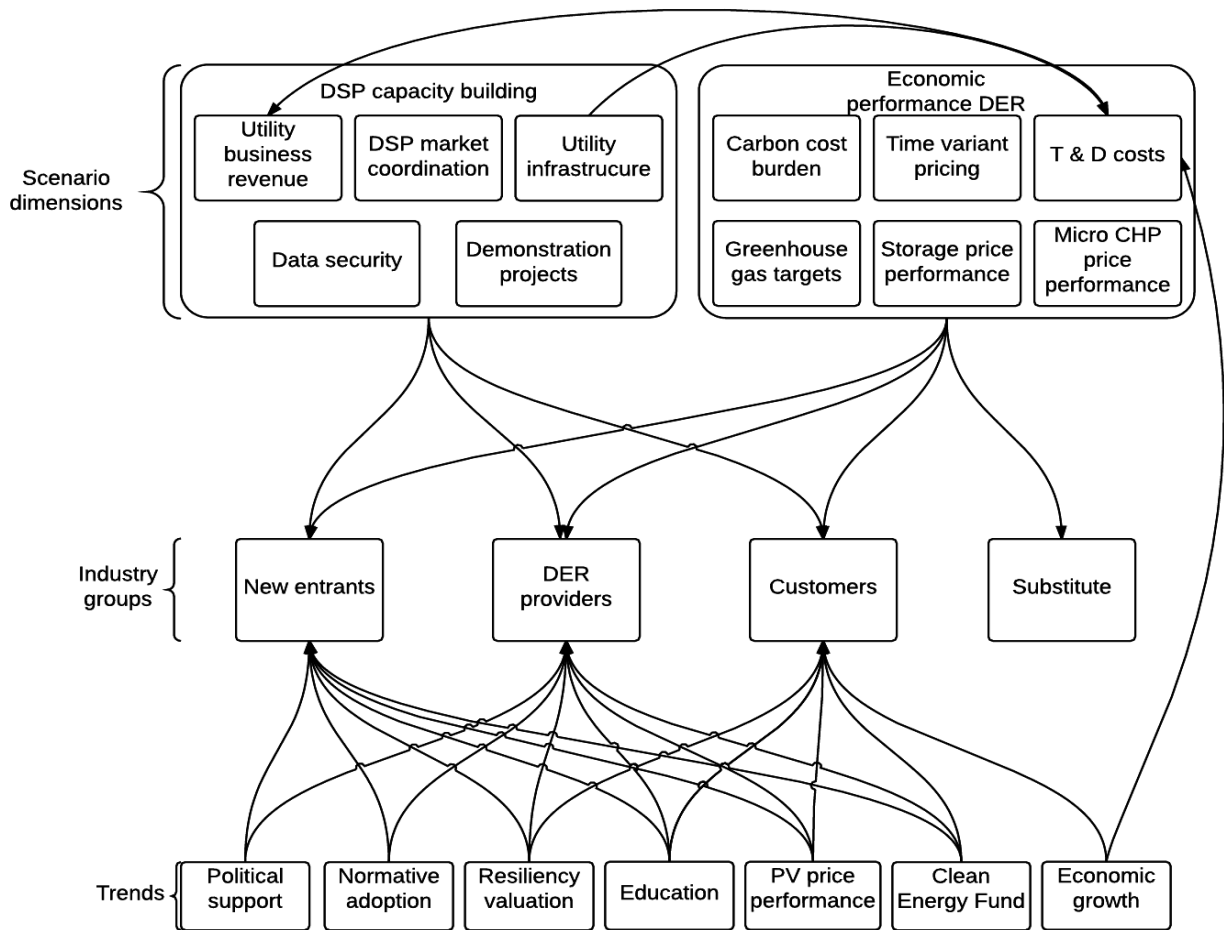 Scenario
dimensions
DSP capacity building
Utility
business
revenue
DSP market
coordination
Utility
infrastrucure
Data security
Demonstration
projects
Economic
performance DER
Carbon cost
burden
Time variant
pricing
T & D costs
Greenhouse
gas targets
Storage price
performance
Micro CHP
price
performance
Industry
groups
New entrants
DER
providers
Customers
Substitute
Trends
Political
support
Normative
adoption
Resiliency
valuation
Education
PV price
performance
Clean
Energy Fund
Economic
growth